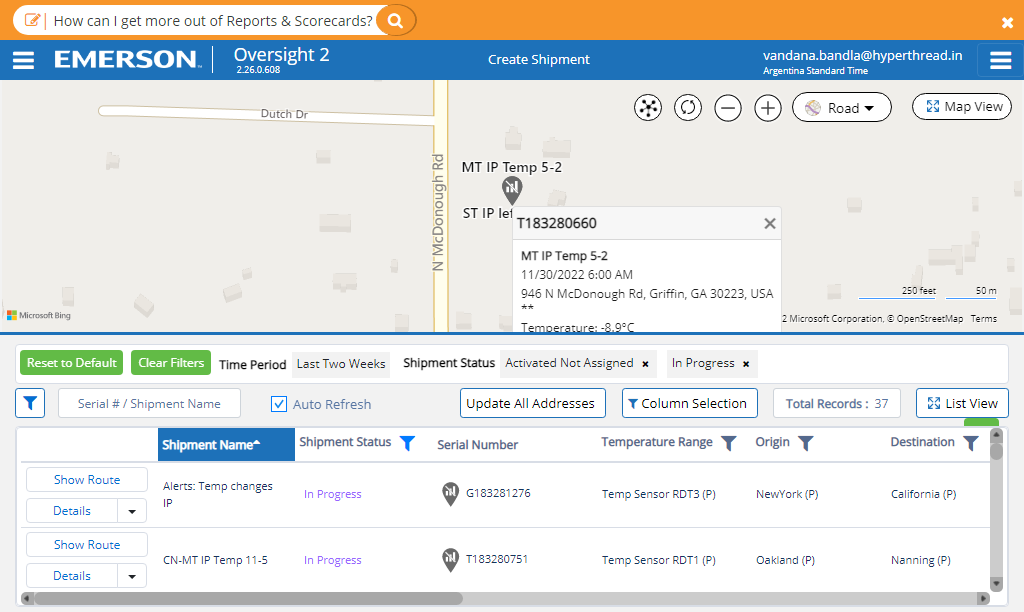 How can I get more out of Reports & Scorecards?
EMERSON
Oversight 2
2.26.0.608
Create Shipment
vandana.bandla@hyperthread.in
Argentina Standard Time
Dutch Dr
N McDonough Rd
Road
Map View
MT IP Temp 5-2
ST IP lef
T183280660
MT IP Temp 5-2
11/30/2022 6:00 AM
946 N McDonough Rd, Griffin, GA 30223, USA
**
Temperature: -8.9°C
250 feet 50 m
Microsoft Bing
2 Microsoft Corporation, © OpenStreetMap Terms
Reset to Default Clear Filters Time Period Last Two Weeks Shipment Status Activated Not Assigned × In Progress ×
Serial # / Shipment Name Auto Refresh Update All Addresses Column Selection Total Records : 37 List View
Shipment Name Shipment Status Serial Number Temperature Range Origin Destination
Show Route
Details
Alerts: Temp changes
IP
In Progress G183281276 Temp Sensor RDT3 (P) NewYork (P) California (P)
Show Route
Details
CN-MT IP Temp 11-5 In Progress T183280751 Temp Sensor RDT1 (P) Oakland (P) Nanning (P)